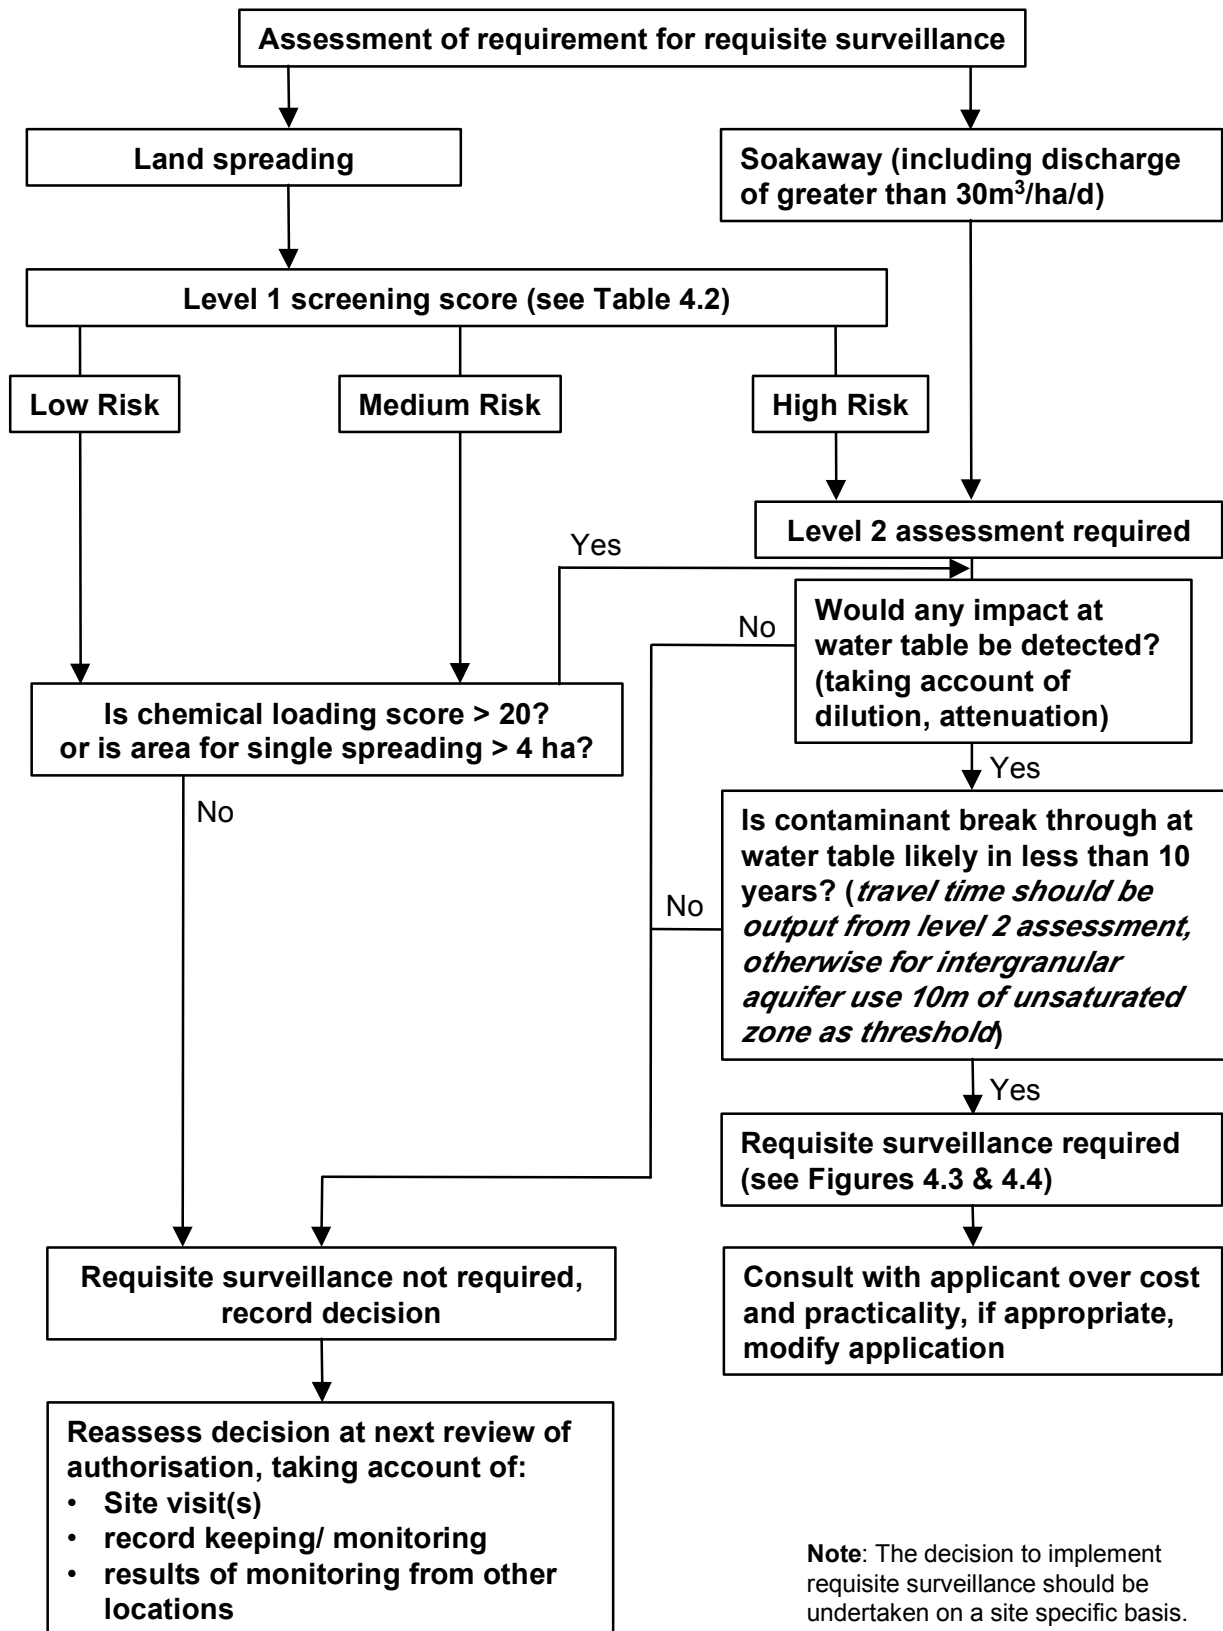 Assessment of requirement for requisite surveillance
Land spreading
Soakaway (including discharge
of greater than 30m³/ha/d)
Level 1 screening score (see Table 4.2)
Low Risk
Medium Risk
High Risk
Level 2 assessment required
Yes
Would any impact at
water table be detected?
(taking account of
dilution, attenuation)
No
Is chemical loading score > 20?
or is area for single spreading > 4 ha?
Yes
No
Is contaminant break through at
water table likely in less than 10
years? (travel time should be
output from level 2 assessment,
otherwise for intergranular
aquifer use 10m of unsaturated
zone as threshold)
No
Yes
Requisite surveillance required
(see Figures 4.3 & 4.4)
Requisite surveillance not required,
record decision
Consult with applicant over cost
and practicality, if appropriate,
modify application
Reassess decision at next review of
authorisation, taking account of:
• Site visit(s)
• record keeping/ monitoring
• results of monitoring from other
locations
Note: The decision to implement
requisite surveillance should be
undertaken on a site specific basis.